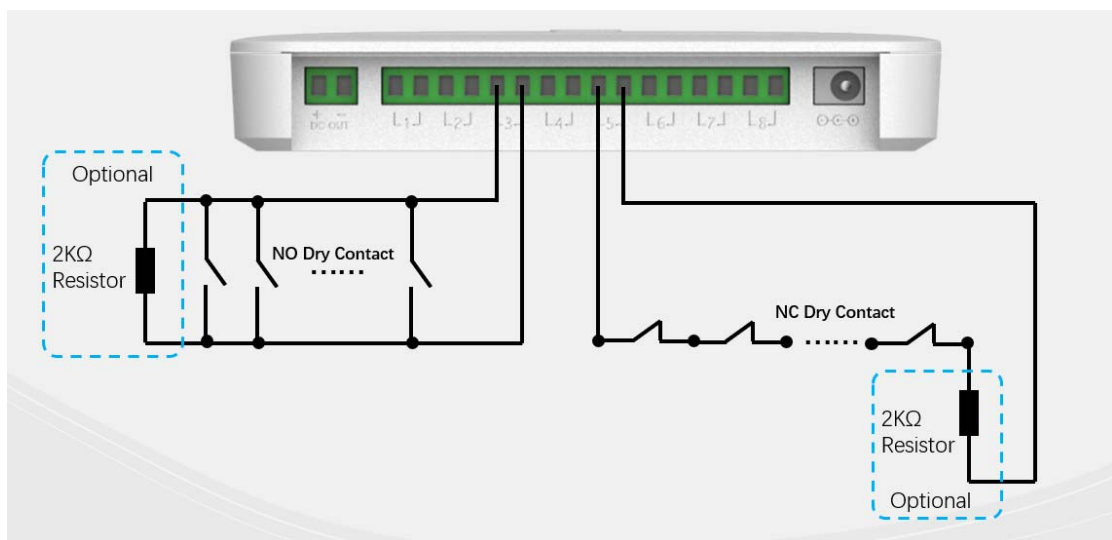 + −
DC OUT
L1 L2 L3 L4 L5 L6 L7 L8
Optional
2KΩ
Resistor
NO Dry Contact
......
NC Dry Contact
......
2KΩ
Resistor
Optional